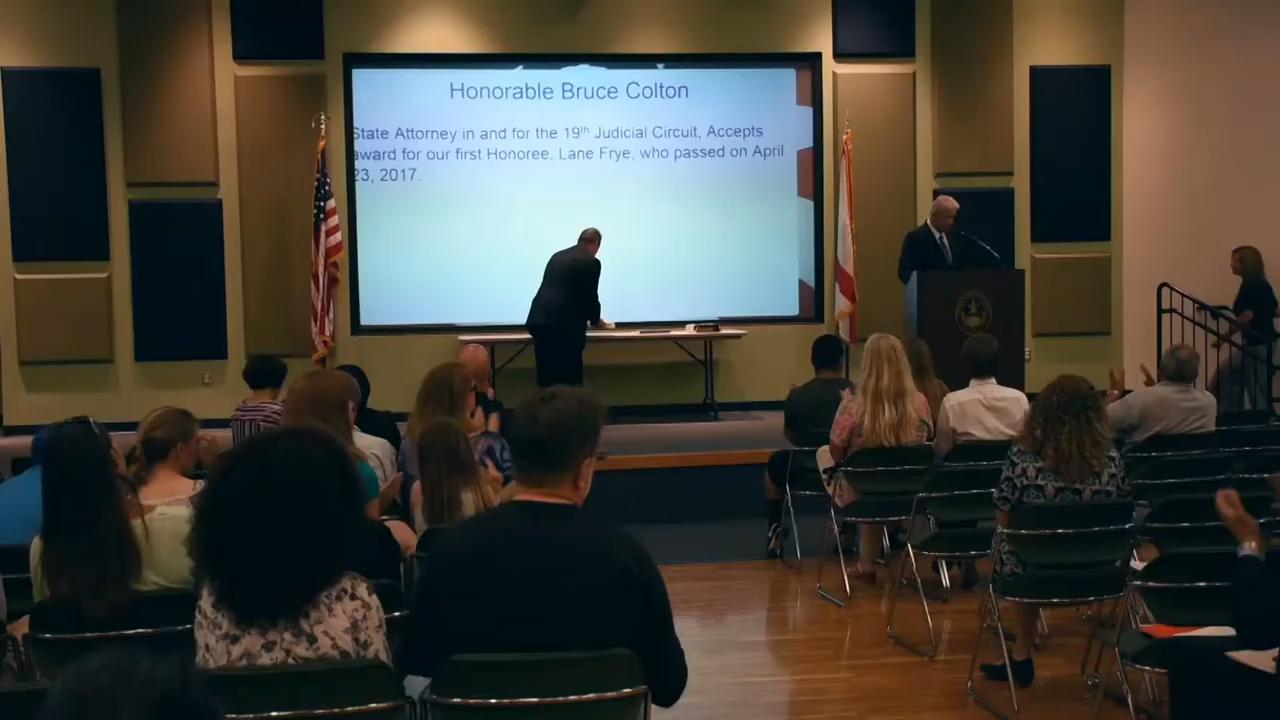 Honorable Bruce Colton
State Attorney in and for the 19th Judicial Circuit, Accepts
award for our first Honoree, Lane Frye, who passed on April
23, 2017.